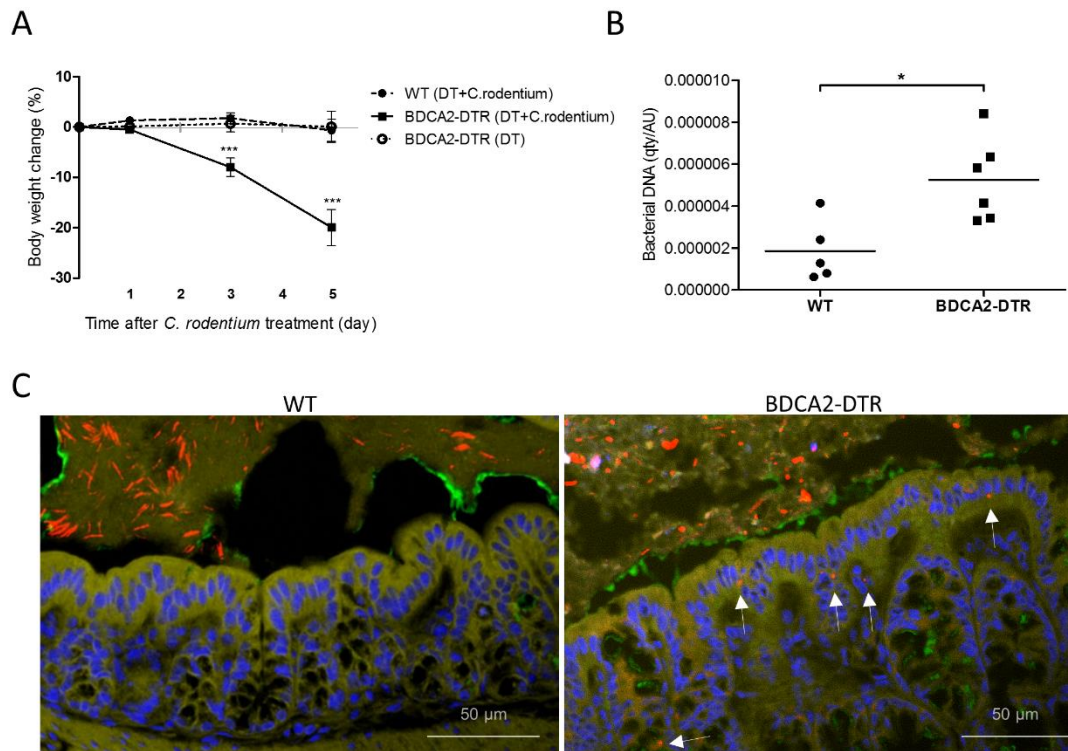 A
Body weight change (%)
10
0
-10
-20
-30
***
***
1 2 3 4 5
Time after C. rodentium treatment (day)
WT (DT+C.rodentium)
BDCA2-DTR (DT+C.rodentium)
BDCA2-DTR (DT)
B
Bacterial DNA (qty/AU)
0.000010
0.000008
0.000006
0.000004
0.000002
0.000000
*
WT BDCA2-DTR
C
WT
50 µm
BDCA2-DTR
50 µm